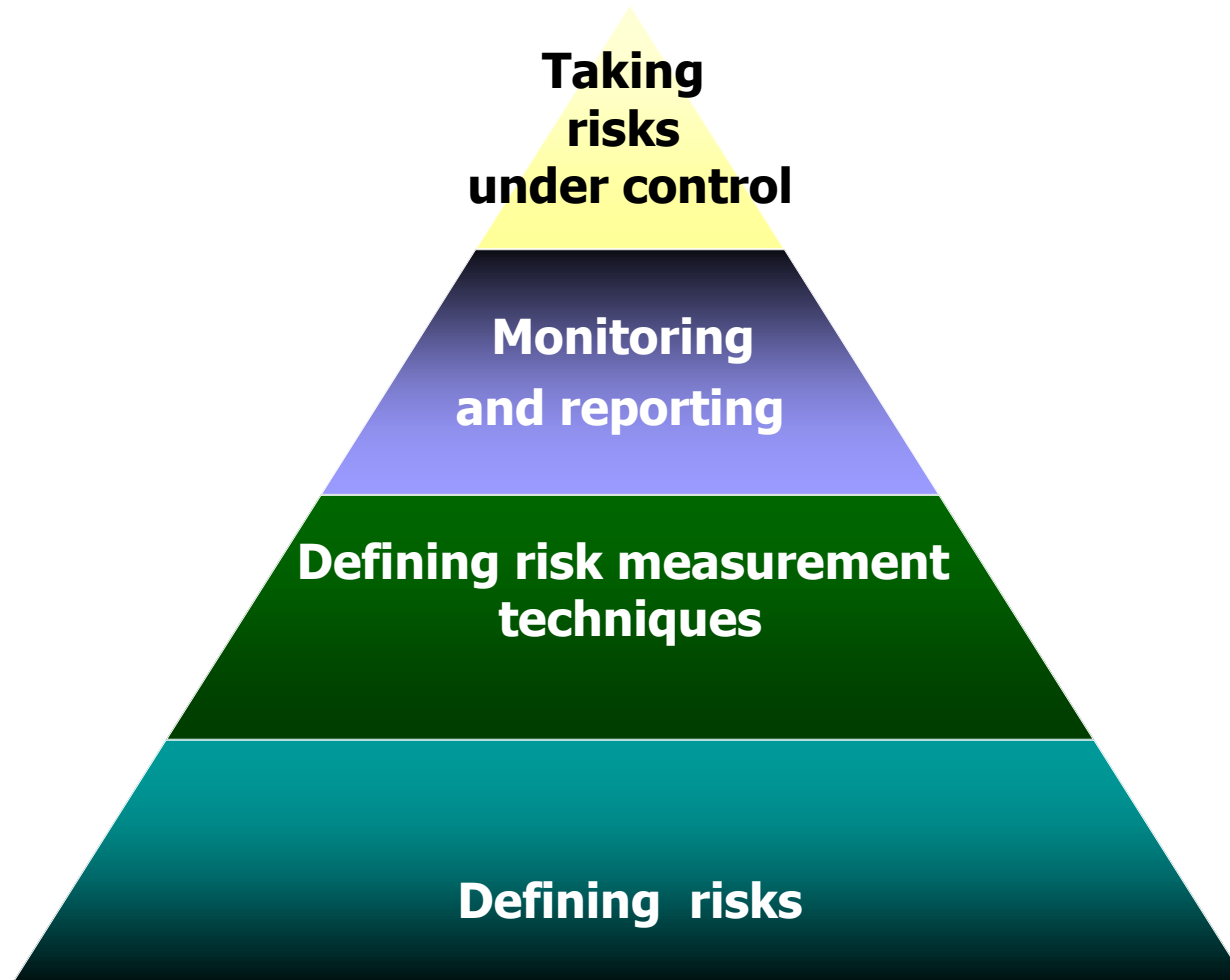 Taking
risks
under control
Monitoring
and reporting
Defining risk measurement
techniques
Defining risks